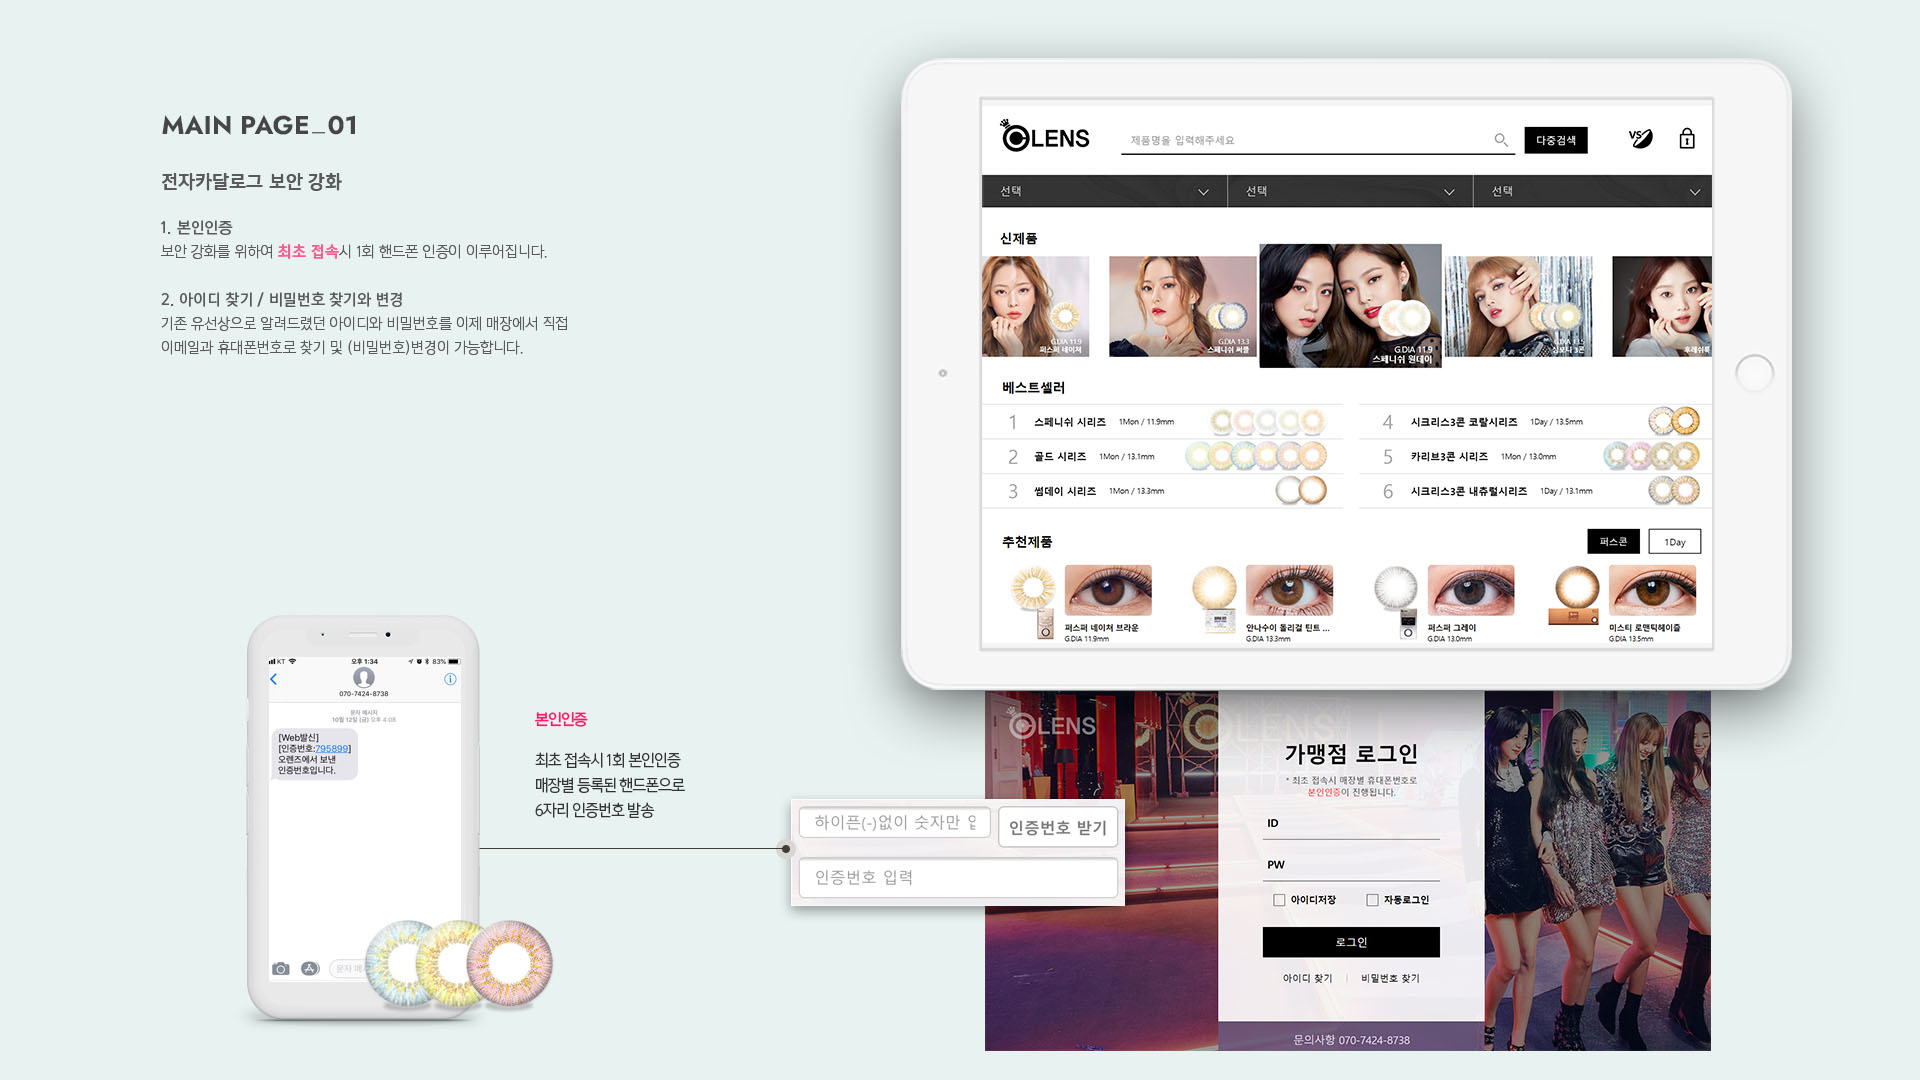 MAIN PAGE_01
전자카달로그 보안 강화
1. 본인인증
보안 강화를 위하여 최초 접속시 1회 핸드폰 인증이 이루어집니다.
2. 아이디 찾기 / 비밀번호 찾기와 변경
기존 유선상으로 알려드렸던 아이디와 비밀번호를 이제 매장에서 직접
이메일과 휴대폰번호로 찾기 및 (비밀번호)변경이 가능합니다.
OLENS
제품명을 입력해주세요
다중검색
VS
선택
선택
선택
신제품
G.DIA 11.9
퍼스퍼 네이쳐
G.DIA 13.3
스페니쉬 써클
G.DIA 11.9
스페니쉬 원데이
G.DIA 13.5
후레쉬룩
베스트셀러
1 스페니쉬 시리즈 1Mon / 11.9mm
2 골드 시리즈 1Mon / 13.1mm
3 썸데이 시리즈 1Mon / 13.3mm
4 시크리스3콘 코랄시리즈 1Day / 13.5mm
5 카리브3콘 시리즈 1Mon / 13.0mm
6 시크리스3콘 내츄럴시리즈 1Day / 13.1mm
추천제품
퍼스콘
1Day
퍼스퍼 네이쳐 브라운
G.DIA 11.9mm
안나수이 돌리걸 틴트 ...
G.DIA 13.3mm
퍼스퍼 그레이
G.DIA 13.0mm
미스티 로맨틱헤이즐
G.DIA 13.5mm
KT
오후 1:34
83%
070-7424-8738
문자 메시지
10월 12일 (금) 오후 4:08
[Web발신]
[인증번호:795899]
오렌즈에서 보낸
인증번호입니다.
문자 메
본인인증
최초 접속시 1회 본인인증
매장별 등록된 핸드폰으로
6자리 인증번호 발송
하이픈(-)없이 숫자만 입
인증번호 받기
인증번호 입력
OLENS
OLENS
가맹점 로그인
* 최초 접속시 매장별 휴대폰번호로
본인인증이 진행됩니다.
ID
PW
아이디저장
자동로그인
로그인
아이디 찾기
비밀번호 찾기
문의사항 070-7424-8738